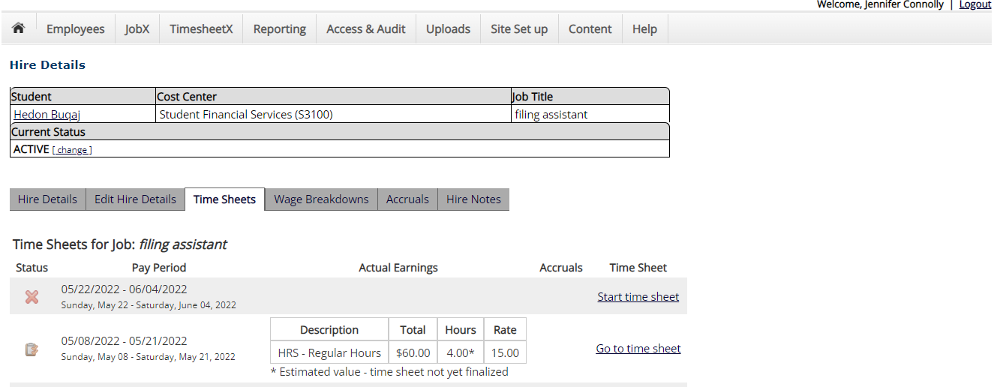 Welcome, Jennifer Connolly | Logout
Employees JobX TimesheetX Reporting Access & Audit Uploads Site Set up Content Help
Hire Details
Student Cost Center Job Title
Hedon Buqaj Student Financial Services (S3100) filing assistant
Current Status
ACTIVE [ change ]
Hire Details Edit Hire Details Time Sheets Wage Breakdowns Accruals Hire Notes
Time Sheets for Job: filing assistant
Status Pay Period Actual Earnings Accruals Time Sheet
05/22/2022 - 06/04/2022
Sunday, May 22 - Saturday, June 04, 2022
Start time sheet
Description Total Hours Rate
05/08/2022 - 05/21/2022
Sunday, May 08 - Saturday, May 21, 2022
HRS - Regular Hours $60.00 4.00* 15.00
Go to time sheet
* Estimated value - time sheet not yet finalized